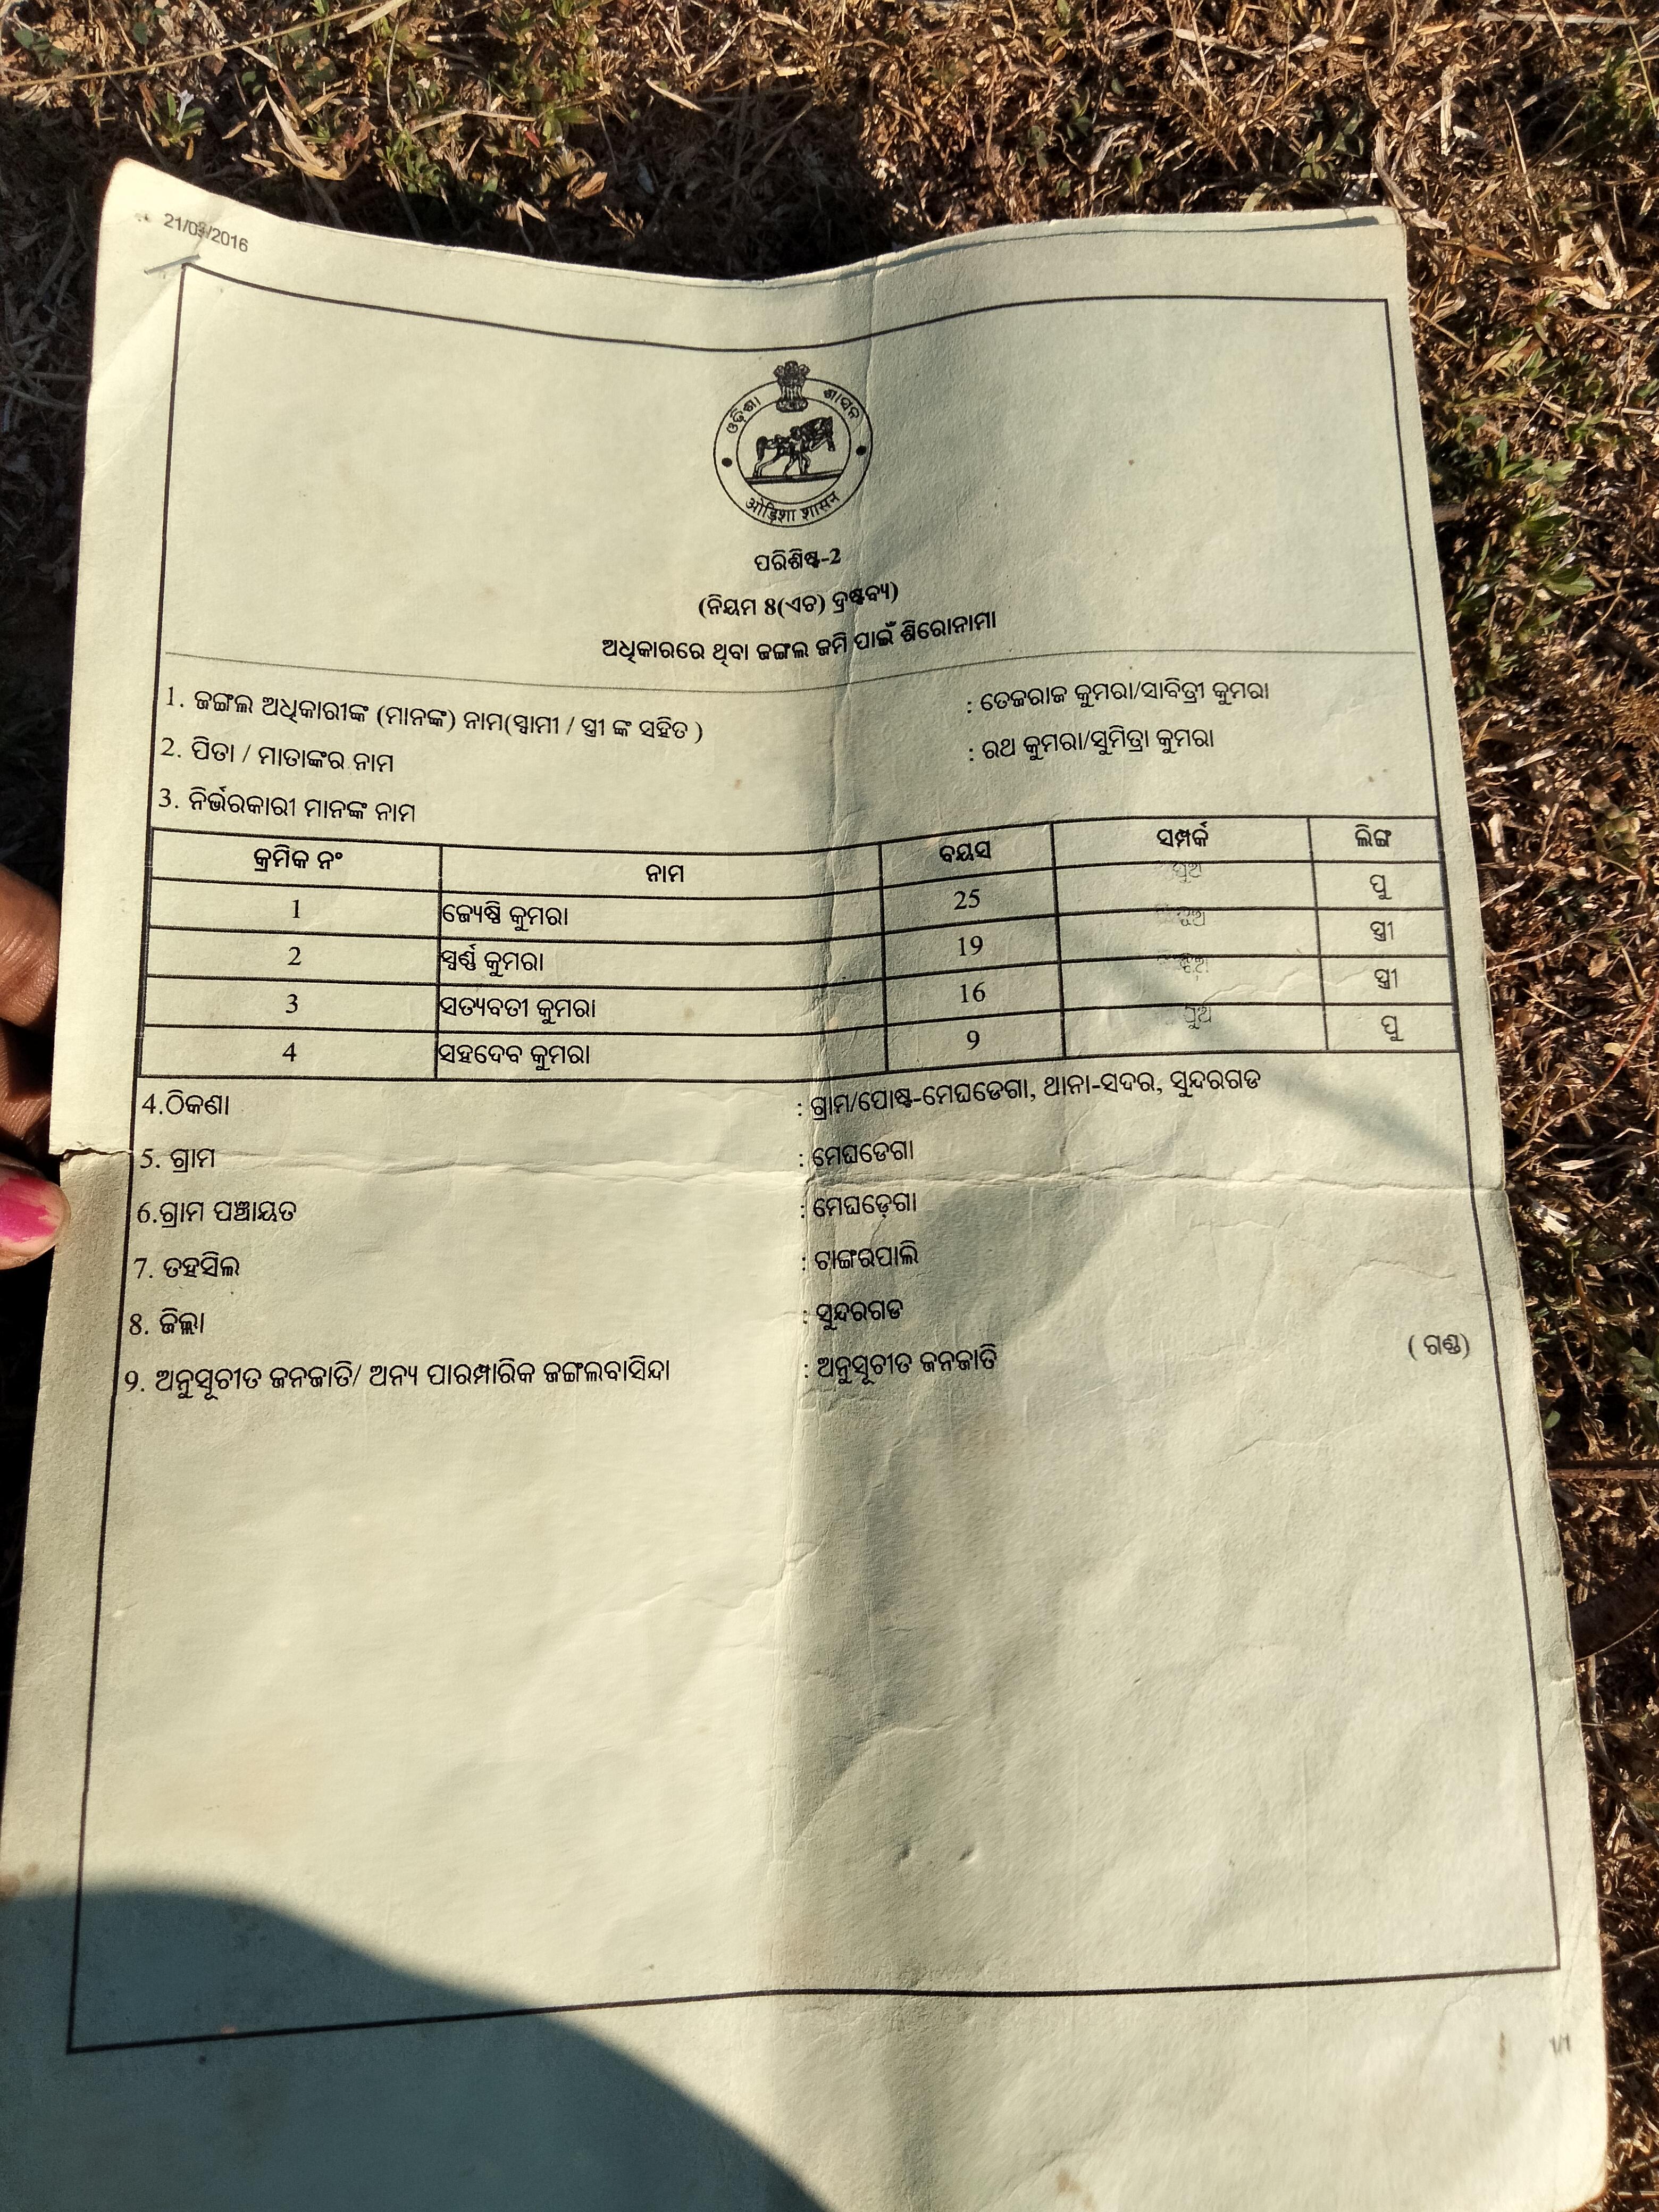 21/03/2016
ଓଡ଼ିଶା ଶାସନ
ओड़िशा शासन
ପରିଶିଷ୍ଟ-2
(ନିୟମ ୫(ଏଚ) ଦ୍ରଷ୍ଟବ୍ୟ)
ଅଧିକାରରେ ଥିବା ଜଙ୍ଗଲ ଜମି ପାଇଁ ଶିରୋନାମା
1. ଜଙ୍ଗଲ ଅଧିକାରୀଙ୍କ (ମାନଙ୍କ) ନାମ(ସ୍ୱାମୀ / ସ୍ତ୍ରୀ ଙ୍କ ସହିତ ) : ତେଜରାଜ କୁମରା/ସାବିତ୍ରୀ କୁମରା
2. ପିତା / ମାତାଙ୍କର ନାମ : ରଥ କୁମରା/ସୁମିତ୍ରା କୁମରା
3. ନିର୍ଭରକାରୀ ମାନଙ୍କ ନାମ
କ୍ରମିକ ନଂ ନାମ ବୟସ ସମ୍ପର୍କ ଲିଙ୍ଗ
1 ଜ୍ୟେଷ୍ଠି କୁମରା 25 ପୁଅ ପୁ
2 ସ୍ୱର୍ଣ୍ଣ କୁମରା 19 ସ୍ତ୍ରୀ
3 ସତ୍ୟବତୀ କୁମରା 16 ସ୍ତ୍ରୀ
4 ସହଦେବ କୁମରା 9 ପୁଅ ପୁ
4.ଠିକଣା : ଗ୍ରାମ/ପୋଷ୍ଟ-ମେଘଡେଗା, ଥାନା-ସଦର, ସୁନ୍ଦରଗଡ
5. ଗ୍ରାମ : ମେଘଡେଗା
6.ଗ୍ରାମ ପଞ୍ଚାୟତ : ମେଘଡ଼େଗା
7. ତହସିଲ : ଟାଙ୍ଗରପାଲି
8. ଜିଲ୍ଲା : ସୁନ୍ଦରଗଡ
9. ଅନୁସୂଚୀତ ଜନଜାତି/ ଅନ୍ୟ ପାରମ୍ପାରିକ ଜଙ୍ଗଲବାସିନ୍ଦା : ଅନୁସୂଚୀତ ଜନଜାତି ( ଗଣ୍ଡ)
1/1